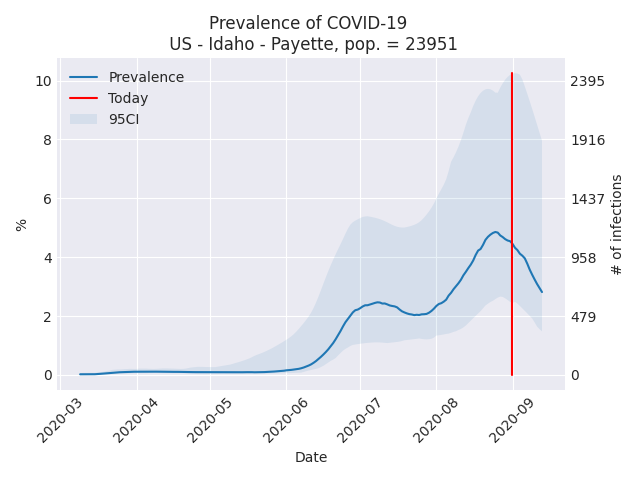 Prevalence of COVID-19
US - Idaho - Payette, pop. = 23951
Prevalence
Today
95CI
10
8
6
4
2
0
%
2395
1916
1437
958
479
0
# of infections
2020-03
2020-04
2020-05
2020-06
2020-07
2020-08
2020-09
Date